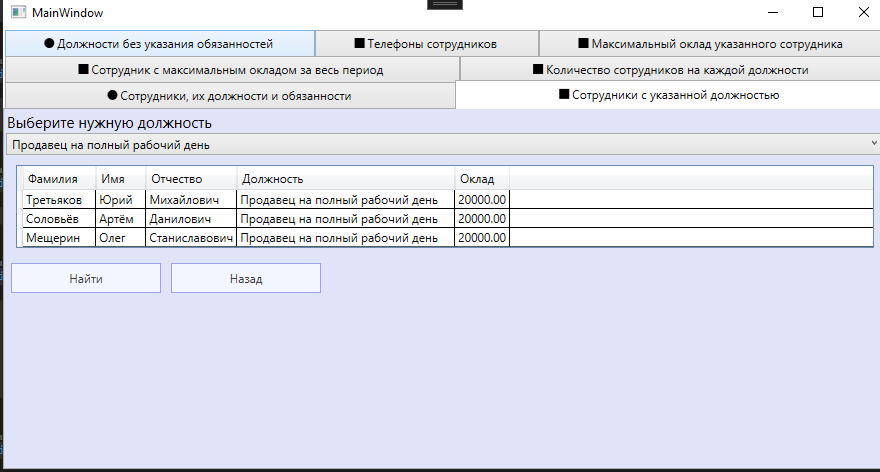 MainWindow
● Должности без указания обязанностей ■ Телефоны сотрудников ■ Максимальный оклад указанного сотрудника
■ Сотрудник с максимальным окладом за весь период ■ Количество сотрудников на каждой должности
● Сотрудники, их должности и обязанности ■ Сотрудники с указанной должностью
Выберите нужную должность
Продавец на полный рабочий день
Фамилия Имя Отчество Должность Оклад
Третьяков Юрий Михайлович Продавец на полный рабочий день 20000.00
Соловьёв Артём Данилович Продавец на полный рабочий день 20000.00
Мещерин Олег Станиславович Продавец на полный рабочий день 20000.00
Найти Назад